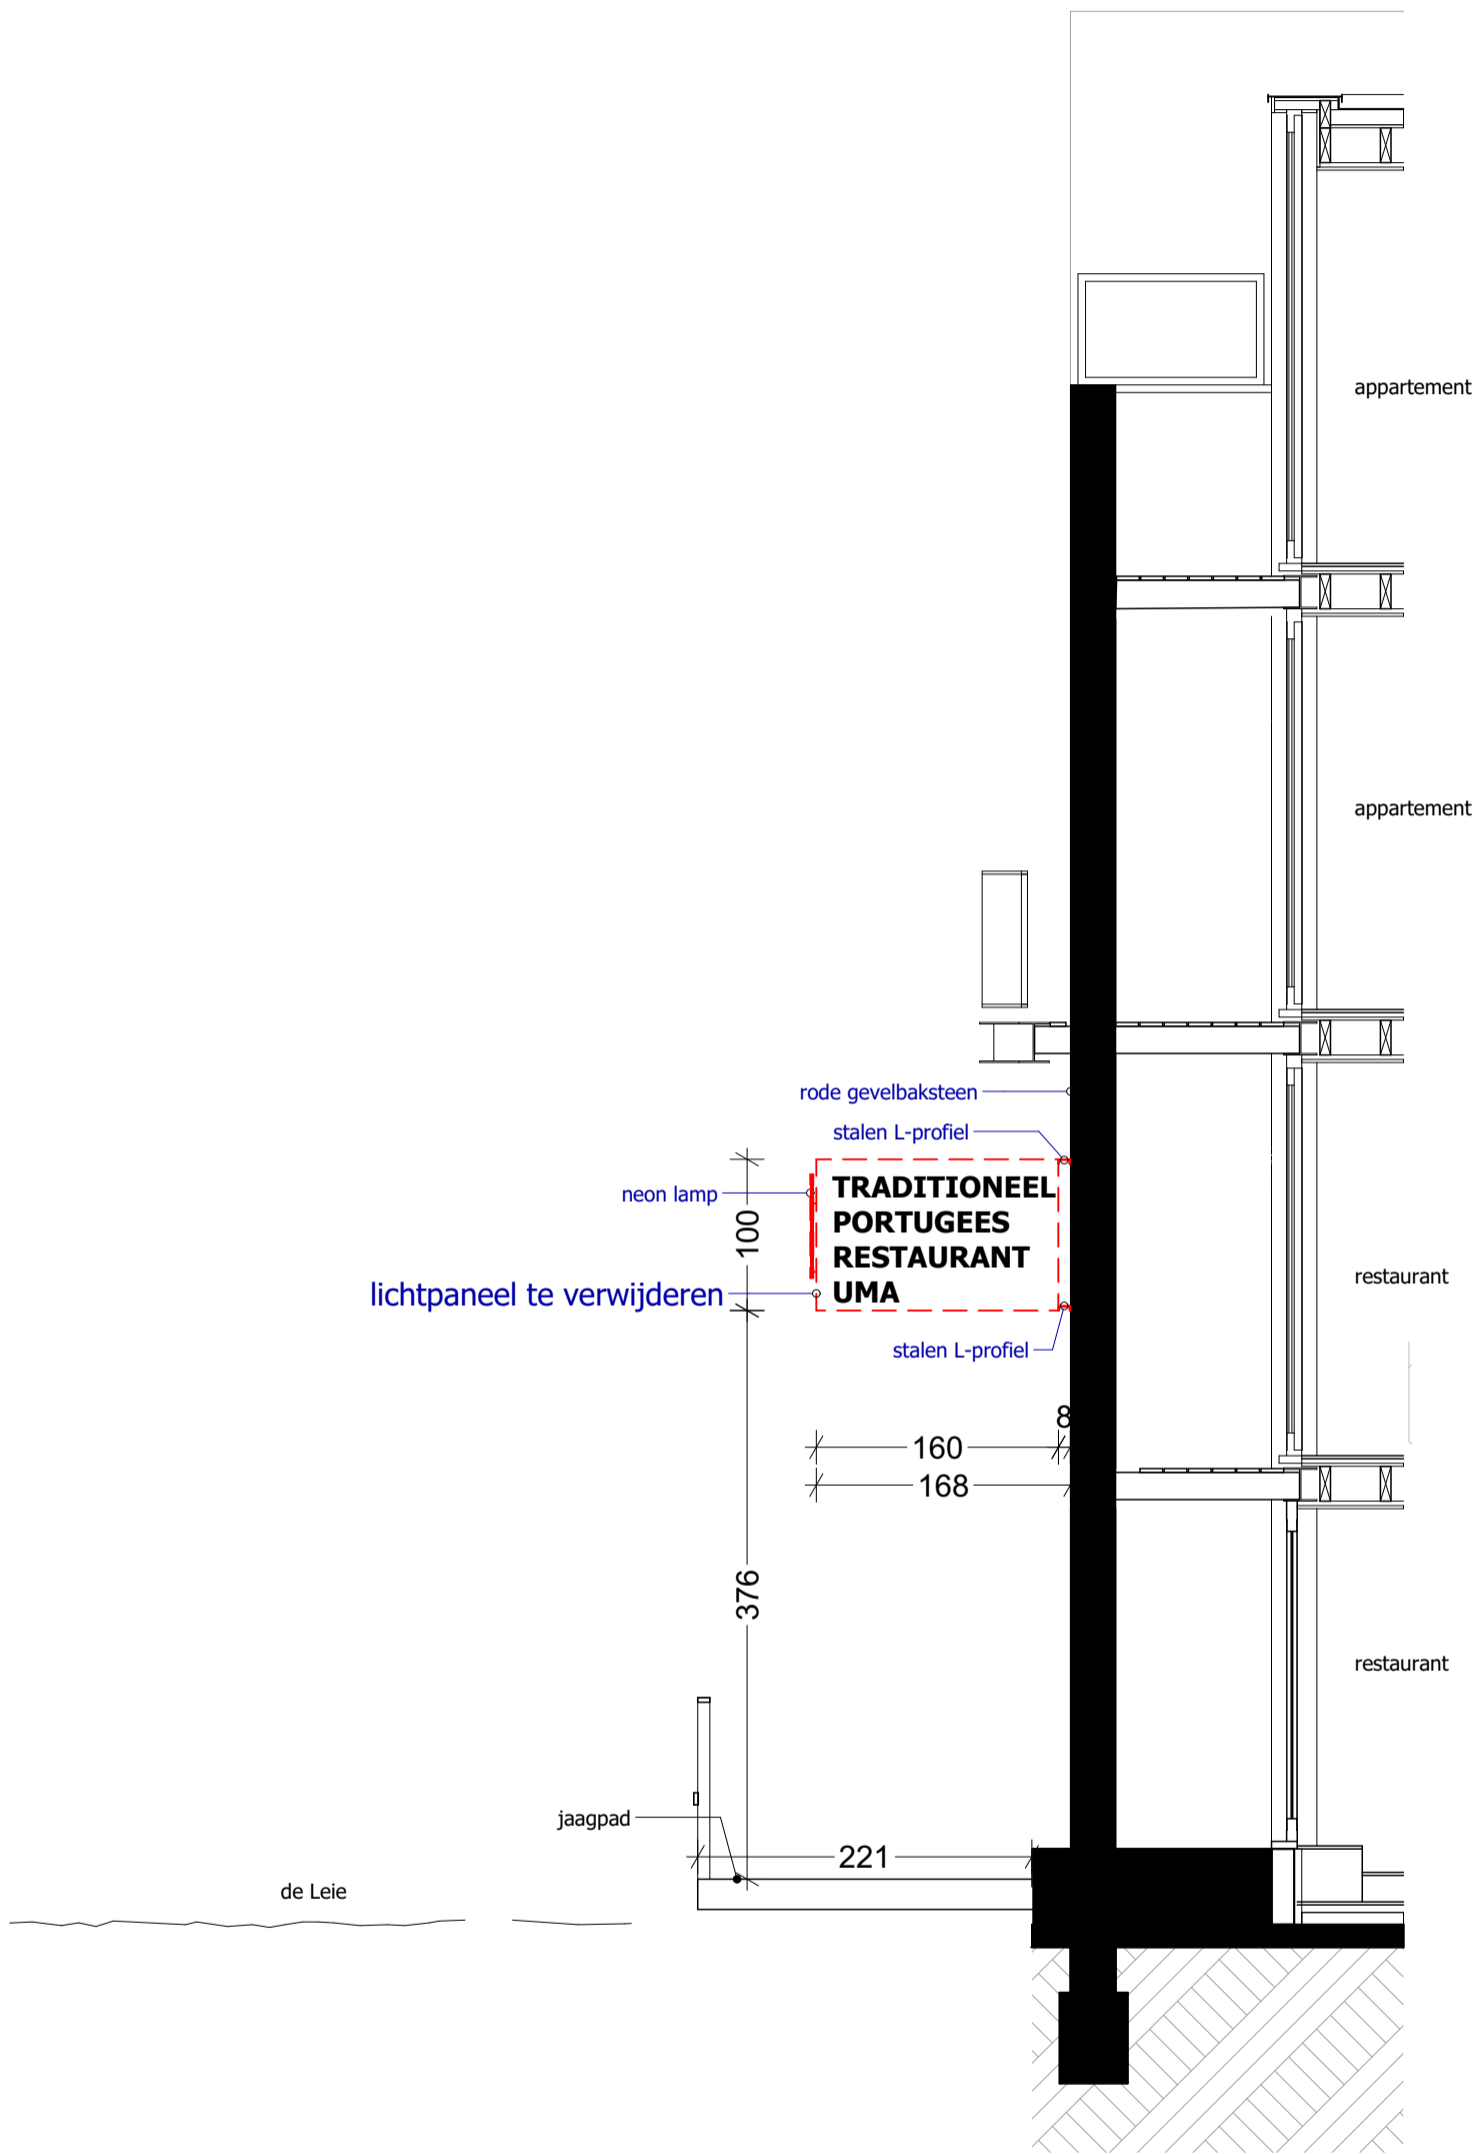 appartement
appartement
rode gevelbaksteen
stalen L-profiel
neon lamp
TRADITIONEEL
PORTUGEES
RESTAURANT
UMA
100
lichtpaneel te verwijderen
restaurant
stalen L-profiel
8
160
168
376
restaurant
jaagpad
221
de Leie